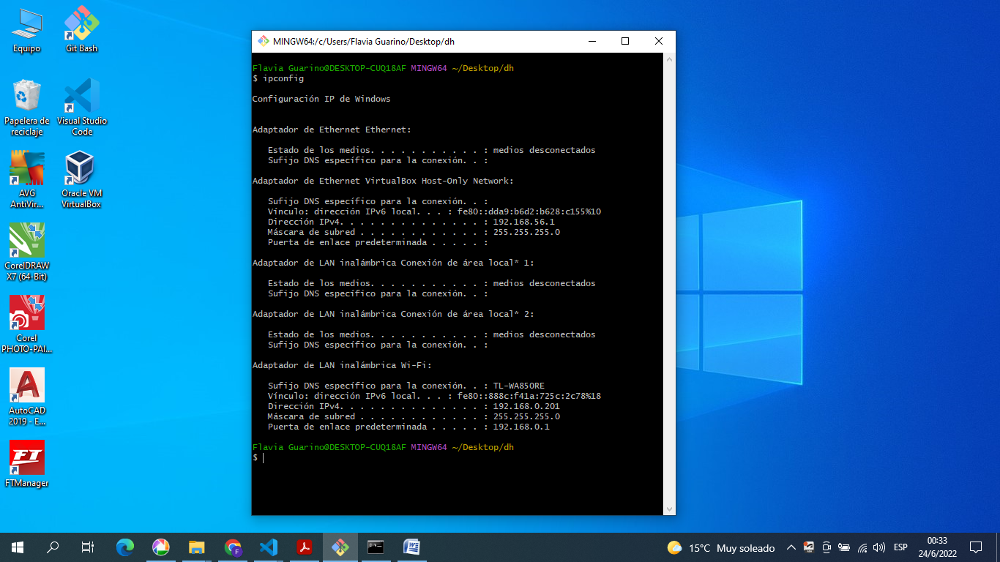 Equipo
Git Bash
Papelera de
reciclaje
Visual Studio
Code
AVG
AntiVir...
Oracle VM
VirtualBox
CorelDRAW
X7 (64-Bit)
Corel
PHOTO-PAI...
AutoCAD
2019 - E...
FT
FTManager
MINGW64:/c/Users/Flavia Guarino/Desktop/dh
Flavia Guarino@DESKTOP-CUQ18AF MINGW64 ~/Desktop/dh
$ ipconfig
Configuración IP de Windows
Adaptador de Ethernet Ethernet:
Estado de los medios. . . . . . . . . . . : medios desconectados
Sufijo DNS específico para la conexión. . :
Adaptador de Ethernet VirtualBox Host-Only Network:
Sufijo DNS específico para la conexión. . :
Vínculo: dirección IPv6 local. . . : fe80::dda9:b6d2:b628:c155%10
Dirección IPv4. . . . . . . . . . . . . . : 192.168.56.1
Máscara de subred . . . . . . . . . . . . : 255.255.255.0
Puerta de enlace predeterminada . . . . . :
Adaptador de LAN inalámbrica Conexión de área local* 1:
Estado de los medios. . . . . . . . . . . : medios desconectados
Sufijo DNS específico para la conexión. . :
Adaptador de LAN inalámbrica Conexión de área local* 2:
Estado de los medios. . . . . . . . . . . : medios desconectados
Sufijo DNS específico para la conexión. . :
Adaptador de LAN inalámbrica Wi-Fi:
Sufijo DNS específico para la conexión. . : TL-WA850RE
Vínculo: dirección IPv6 local. . . : fe80::888c:f41a:725c:2c78%18
Dirección IPv4. . . . . . . . . . . . . . : 192.168.0.201
Máscara de subred . . . . . . . . . . . . : 255.255.255.0
Puerta de enlace predeterminada . . . . . : 192.168.0.1
Flavia Guarino@DESKTOP-CUQ18AF MINGW64 ~/Desktop/dh
$
15°C Muy soleado
ESP
00:33
24/6/2022